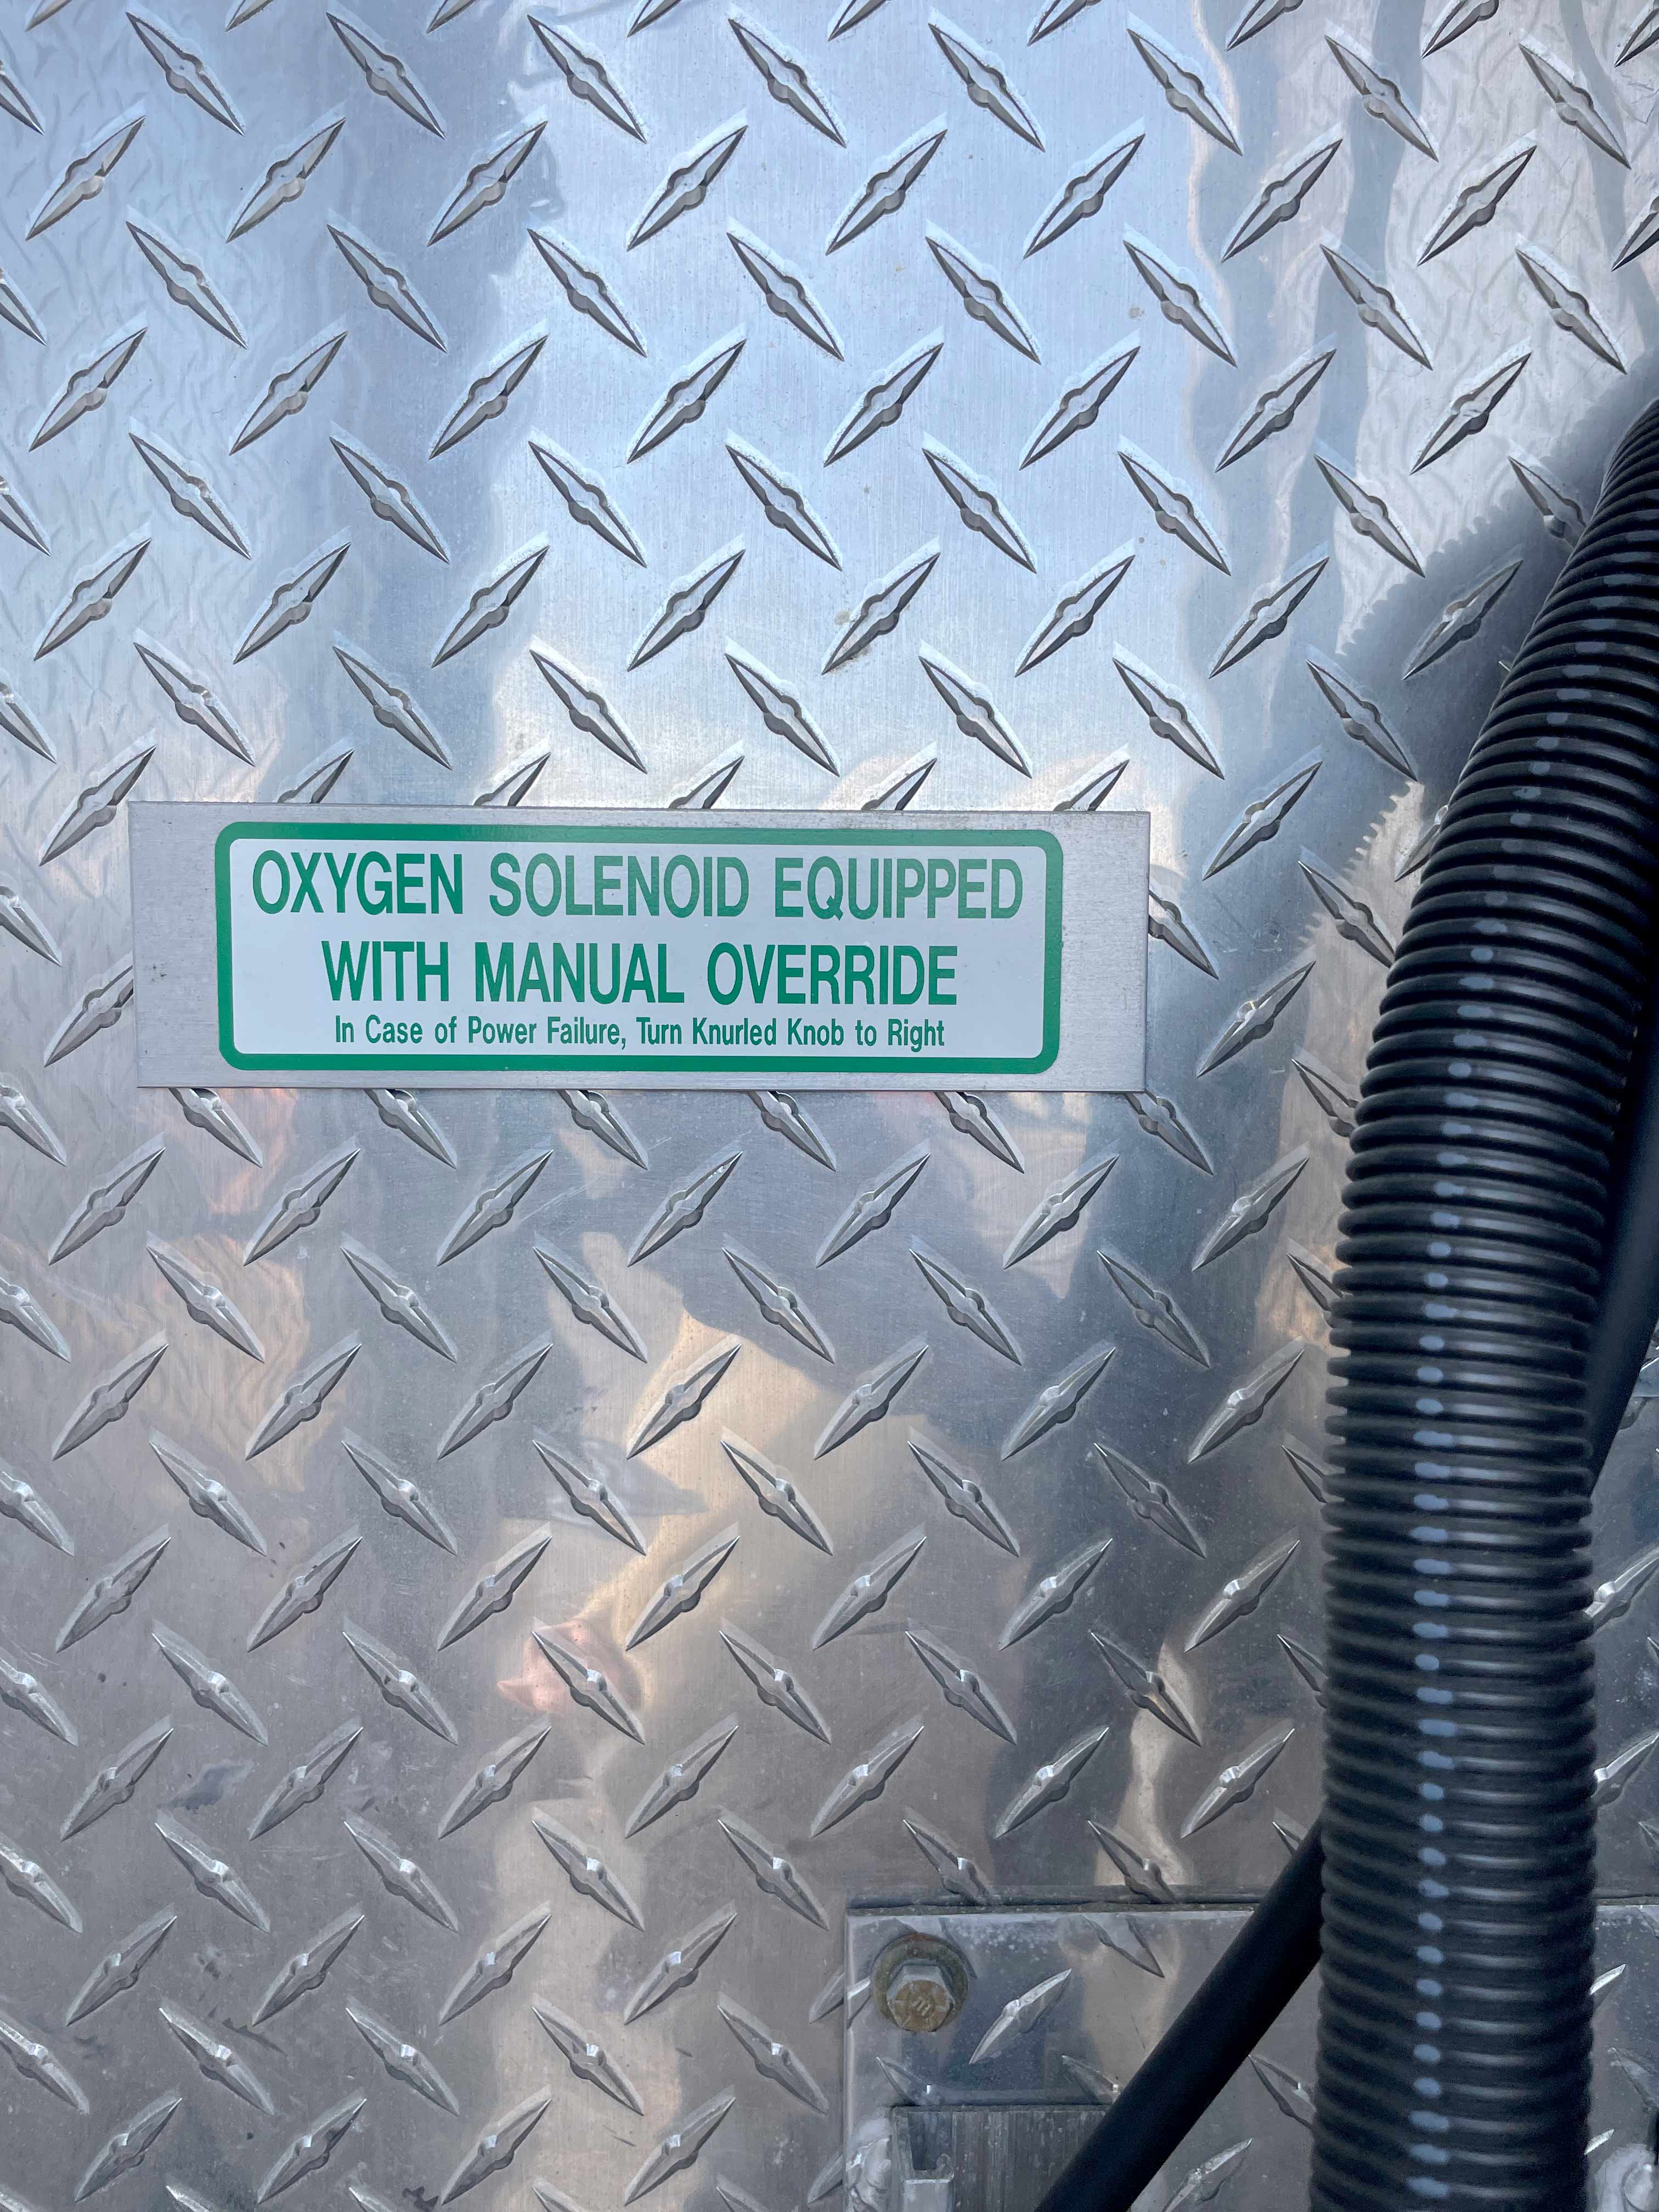 OXYGEN SOLENOID EQUIPPED
WITH MANUAL OVERRIDE
In Case of Power Failure, Turn Knurled Knob to Right